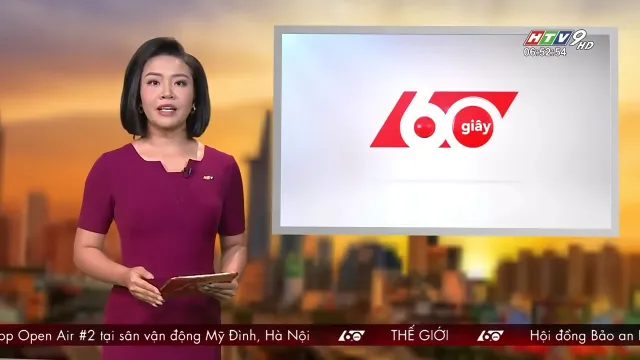 HTV9 HD
06:52:54
60 giây
HTV
op Open Air #2 tại sân vận động Mỹ Đình, Hà Nội 60 THẾ GIỚI 60 Hội đồng Bảo an